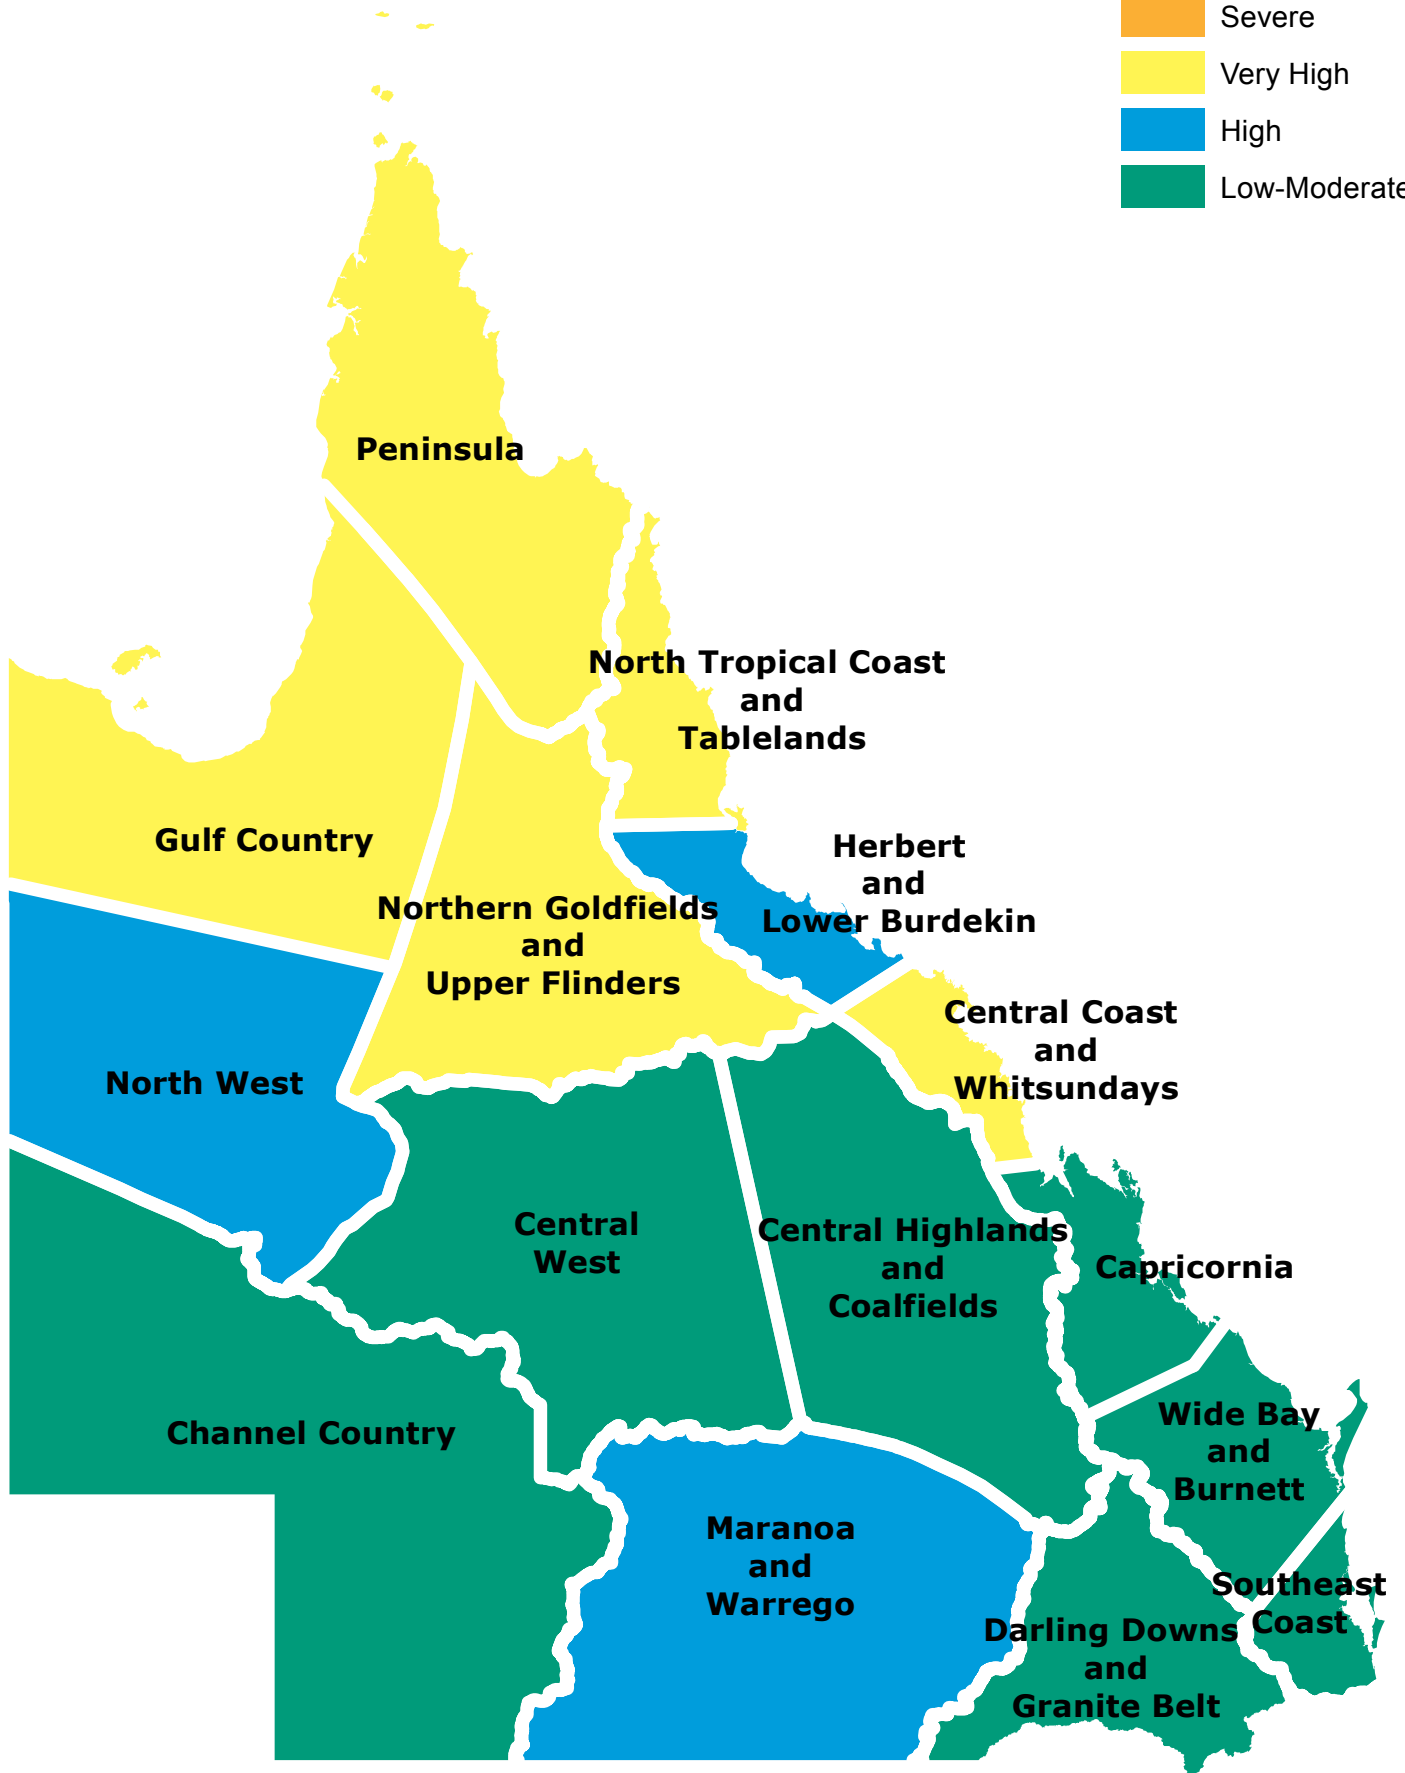 Severe
Very High
High
Low-Moderate
Peninsula
North Tropical Coast
and
Tablelands
Gulf Country
Herbert
and
Lower Burdekin
Northern Goldfields
and
Upper Flinders
Central Coast
and
Whitsundays
North West
Central
West
Central Highlands
and
Coalfields
Capricornia
Channel Country
Wide Bay
and
Burnett
Maranoa
and
Warrego
Southeast
Coast
Darling Downs
and
Granite Belt